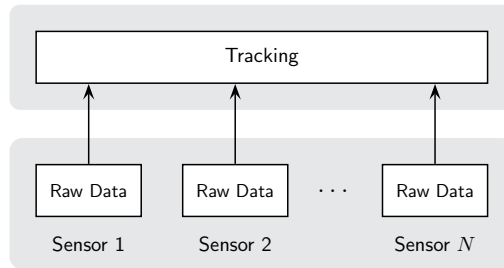 Tracking
Raw Data Raw Data · · · Raw Data
Sensor 1 Sensor 2 Sensor N